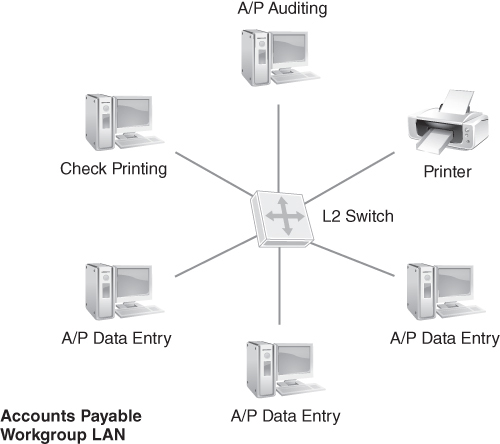 A/P Auditing
Check Printing
Printer
L2 Switch
A/P Data Entry
A/P Data Entry
A/P Data Entry
Accounts Payable
Workgroup LAN